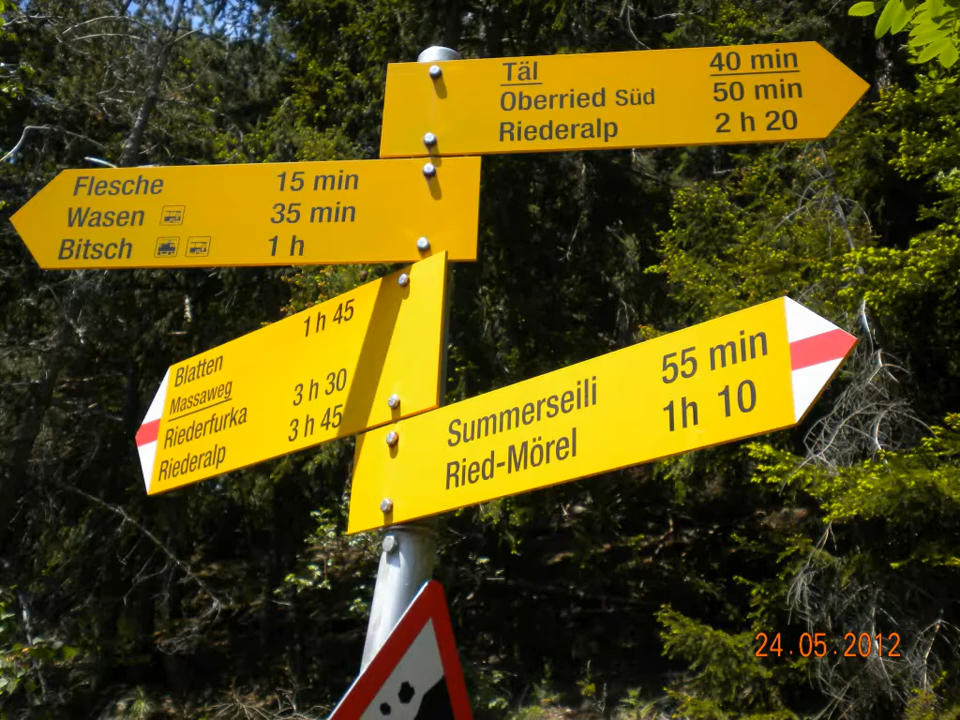 Täl 40 min
Oberried Süd 50 min
Riederalp 2 h 20
Flesche 15 min
Wasen 35 min
Bitsch 1 h
Blatten 1 h 45
Massaweg
Riederfurka 3 h 30
Riederalp 3 h 45
Summerseili 55 min
Ried-Mörel 1h 10
24.05.2012